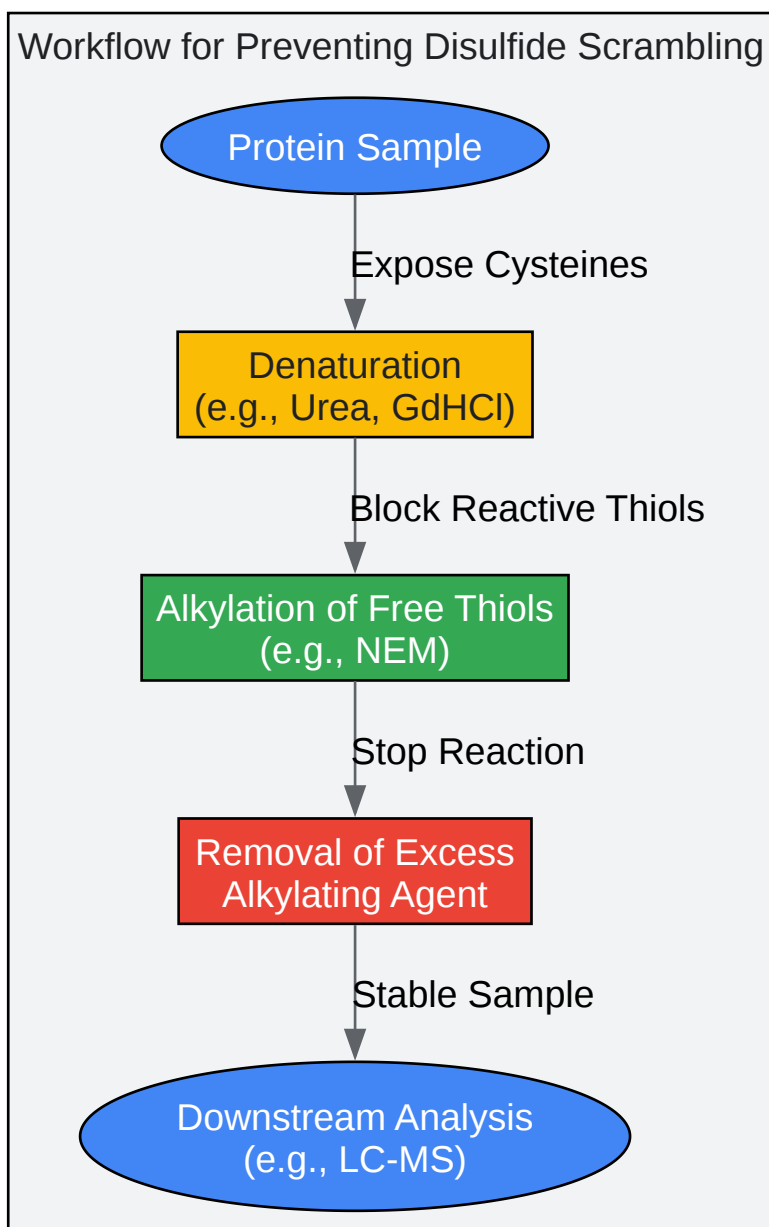 Workflow for Preventing Disulfide Scrambling
Protein Sample
Expose Cysteines
Denaturation
(e.g., Urea, GdHCl)
Block Reactive Thiols
Alkylation of Free Thiols
(e.g., NEM)
Stop Reaction
Removal of Excess
Alkylating Agent
Stable Sample
Downstream Analysis
(e.g., LC-MS)